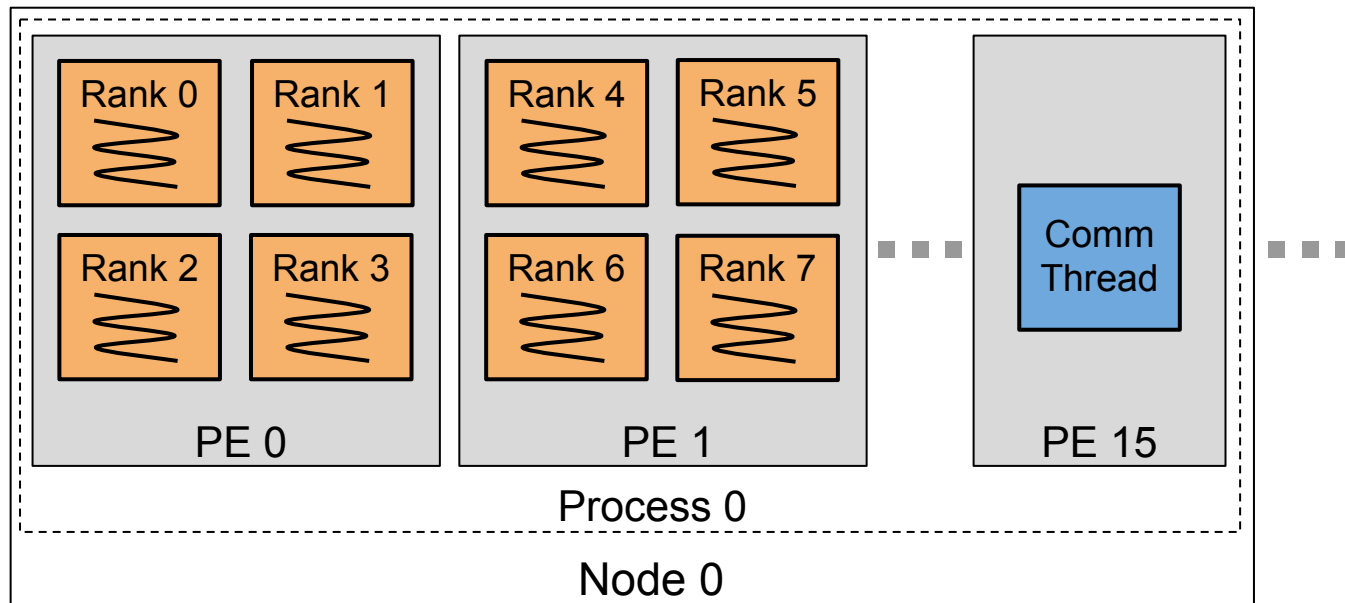 Rank 0
Rank 1
Rank 2
Rank 3
PE 0
Rank 4
Rank 5
Rank 6
Rank 7
PE 1
Comm
Thread
PE 15
Process 0
Node 0